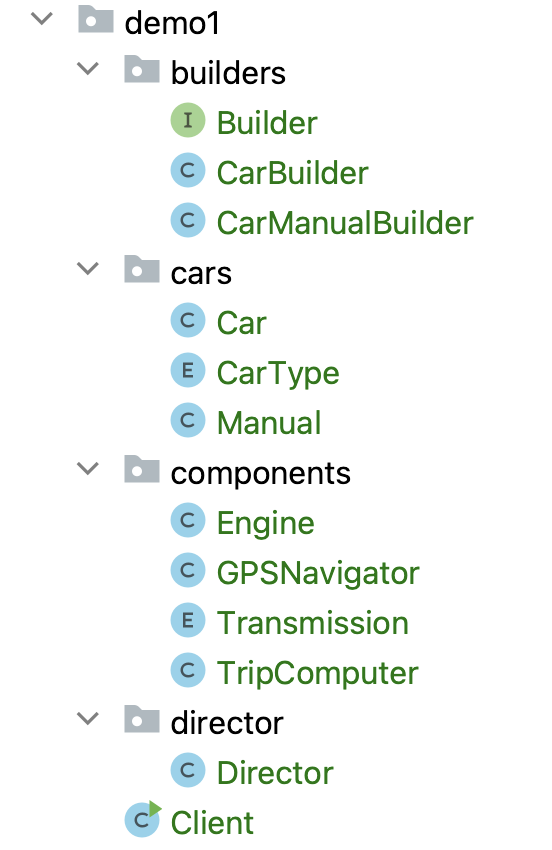 demo1
builders
I Builder
C CarBuilder
C CarManualBuilder
cars
C Car
E CarType
C Manual
components
C Engine
C GPSNavigator
E Transmission
C TripComputer
director
C Director
C Client